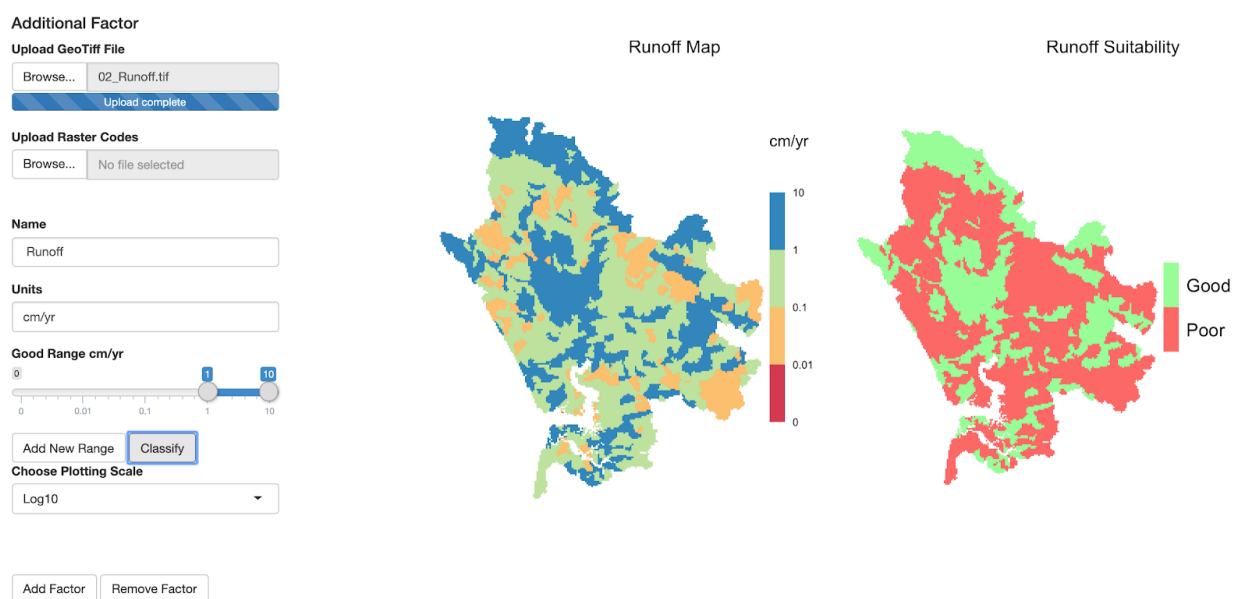 Additional Factor
Upload GeoTiff File
Browse... 02_Runoff.tif
Upload complete
Upload Raster Codes
Browse... No file selected
Name
Runoff
Units
cm/yr
Good Range cm/yr
0 1 10
0 0.01 0.1 1 10
Add New Range Classify
Choose Plotting Scale
Log10
Add Factor Remove Factor
Runoff Map
cm/yr
10
1
0.1
0.01
0
Runoff Suitability
Good
Poor